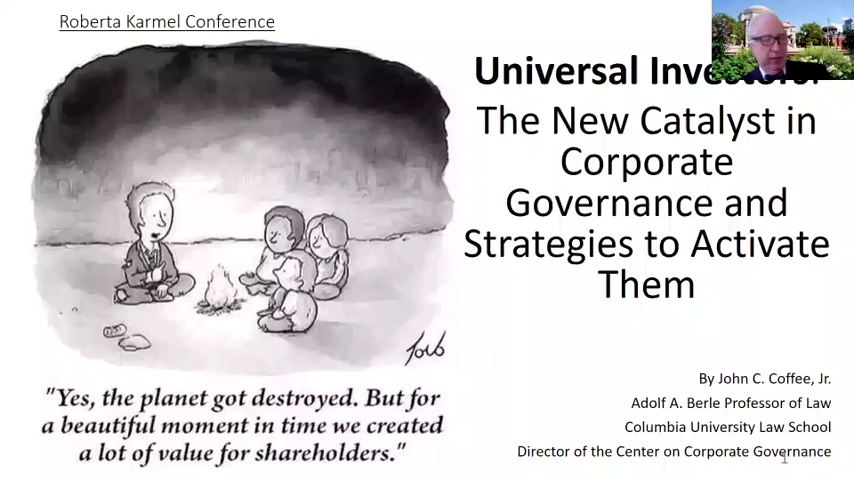 Roberta Karmel Conference
Universal
The New Catalyst in
Corporate
Governance and
Strategies to Activate
Them
Toro
"Yes, the planet got destroyed. But for
a beautiful moment in time we created
a lot of value for shareholders."
By John C. Coffee, Jr.
Adolf A. Berle Professor of Law
Columbia University Law School
Director of the Center on Corporate Governance
1